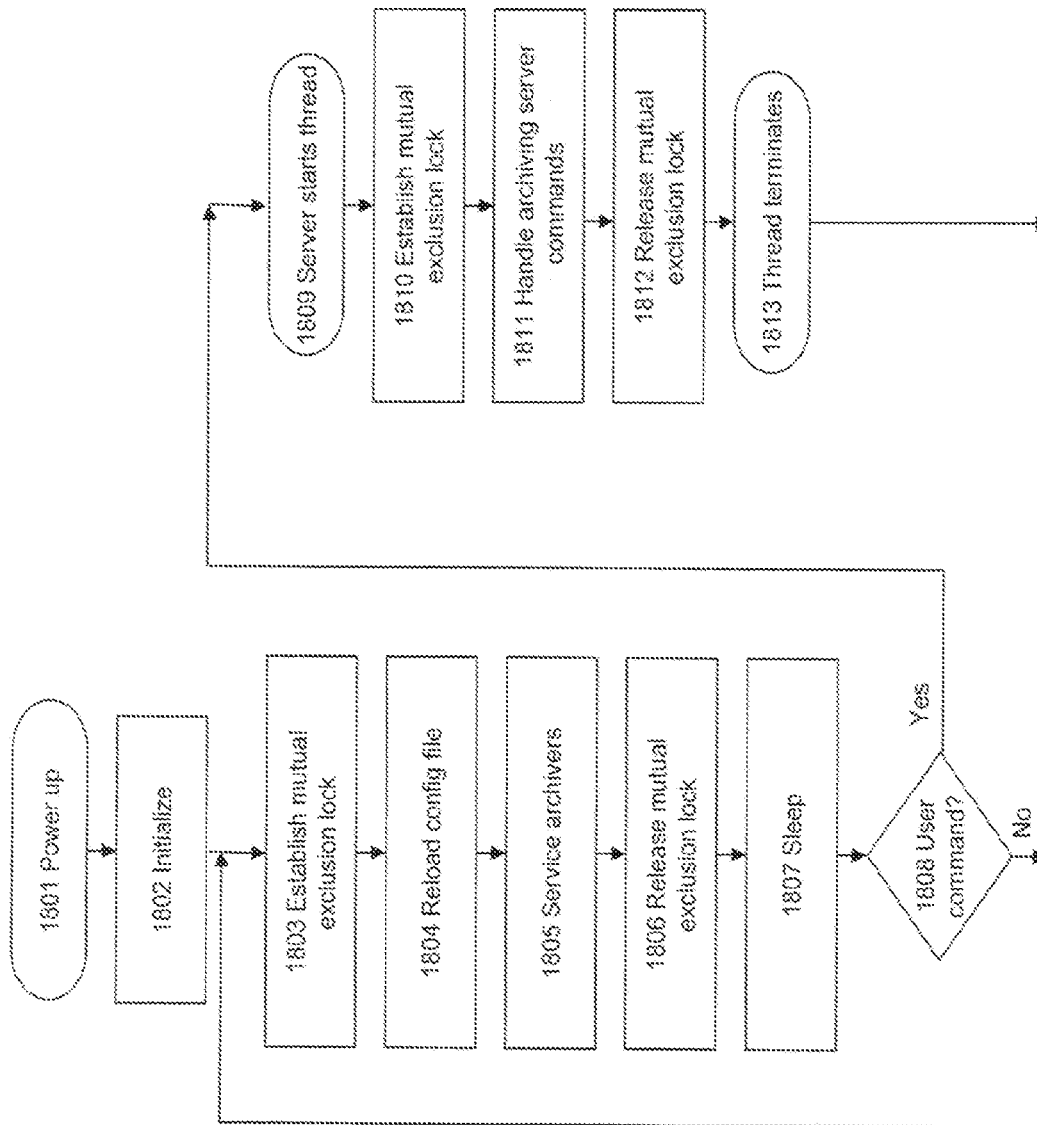 1801 Power up
1802 Initialize
1803 Establish mutual
exclusion lock
1804 Reload config file
1805 Service archivers
1806 Release mutual
exclusion lock
1807 Sleep
1808 User
command?
Yes
No
1809 Server starts thread
1810 Establish mutual
exclusion lock
1811 Handle archiving server
commands
1812 Release mutual
exclusion lock
1813 Thread terminates